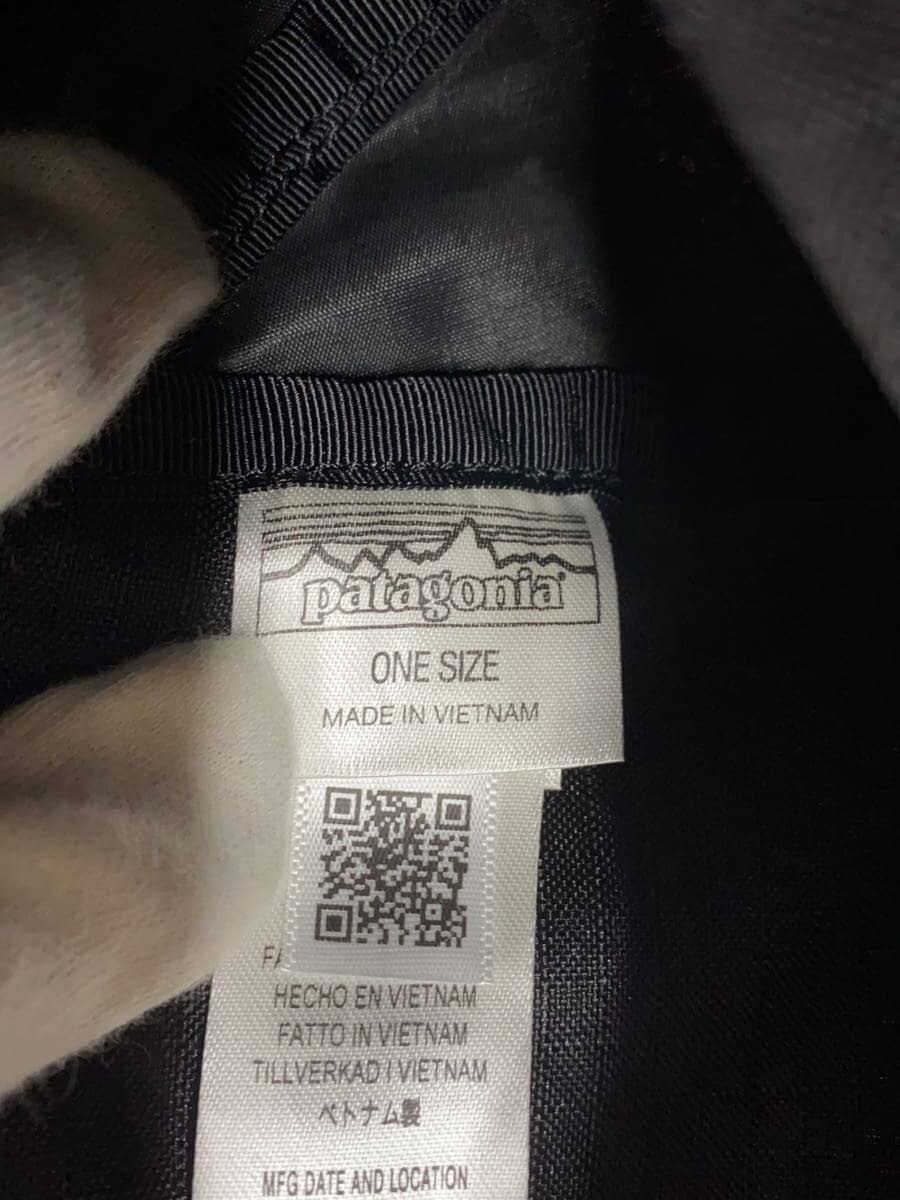 patagonia®
ONE SIZE
MADE IN VIETNAM
HECHO EN VIETNAM
FATTO IN VIETNAM
TILLVERKAD I VIETNAM
ベトナム製
MFG DATE AND LOCATION